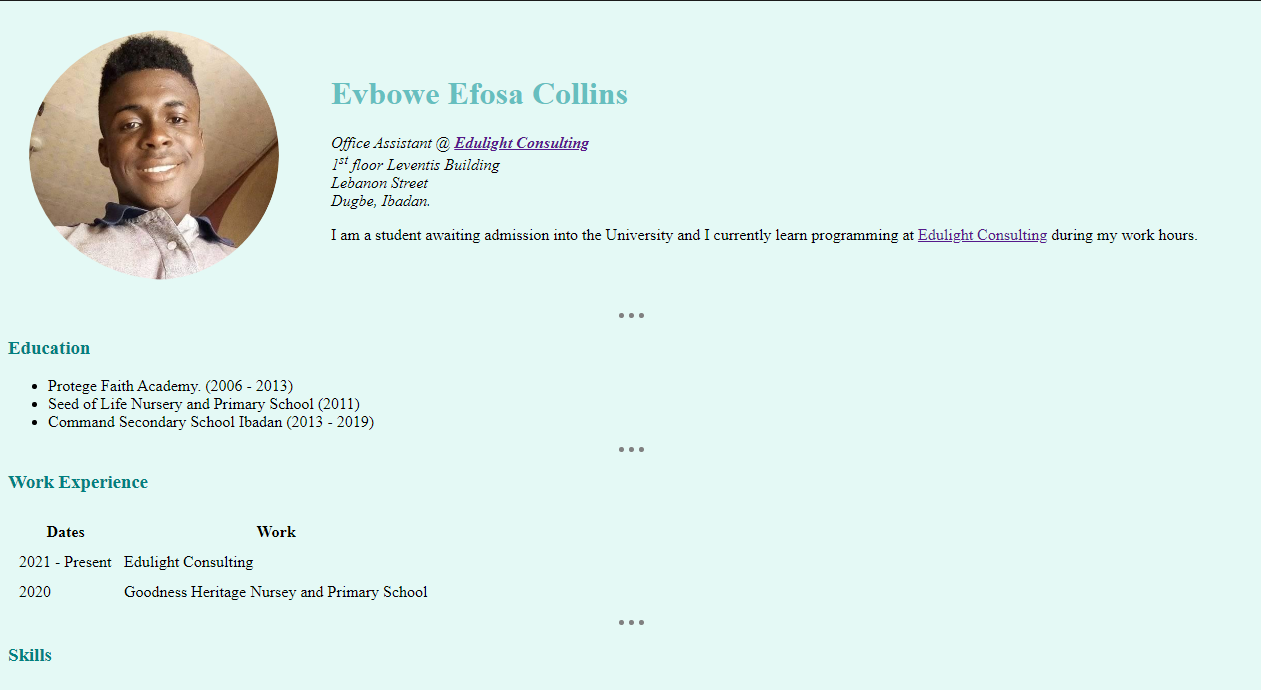 Evbowe Efosa Collins
Office Assistant @ Edulight Consulting
1st floor Leventis Building
Lebanon Street
Dugbe, Ibadan.
I am a student awaiting admission into the University and I currently learn programming at Edulight Consulting during my work hours.
Education
• Protege Faith Academy. (2006 - 2013)
• Seed of Life Nursery and Primary School (2011)
• Command Secondary School Ibadan (2013 - 2019)
Work Experience
Dates Work
2021 - Present Edulight Consulting
2020 Goodness Heritage Nursey and Primary School
Skills